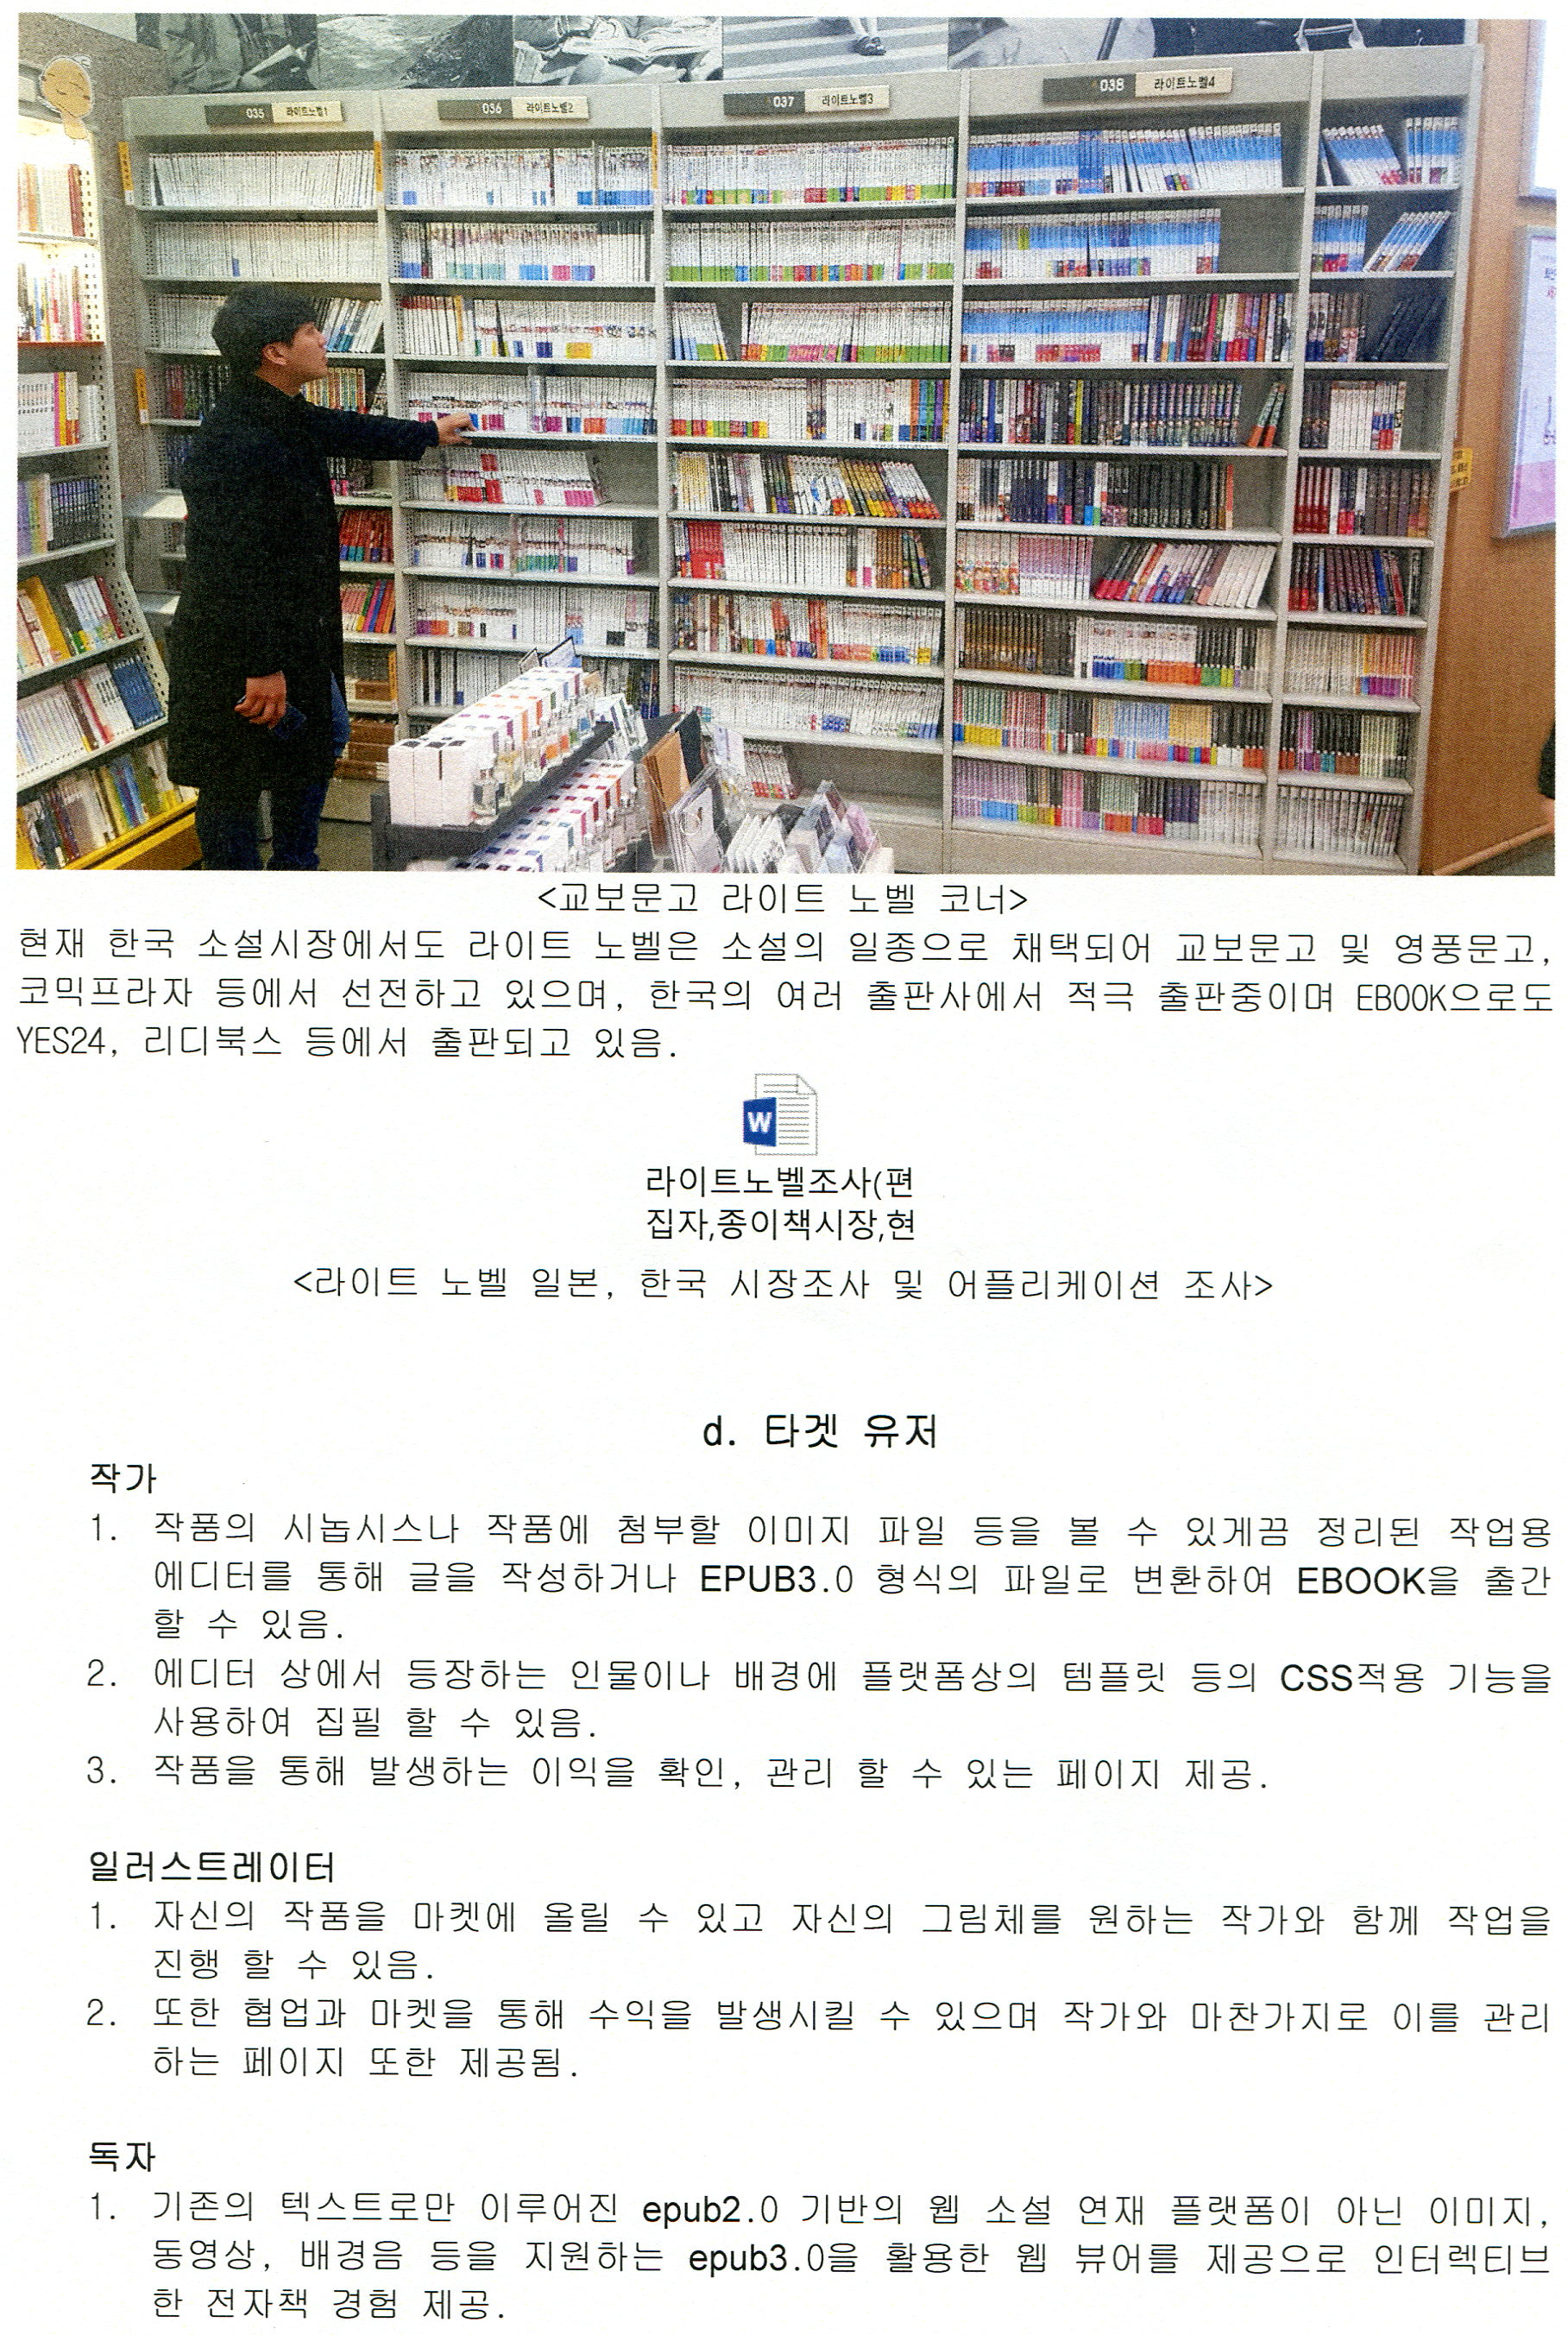 035 라이트노벨1
036 라이트노벨2
037 라이트노벨3
038 라이트노벨4
<교보문고 라이트 노벨 코너>
현재 한국 소설시장에서도 라이트 노벨은 소설의 일종으로 채택되어 교보문고 및 영풍문고,
코믹프라자 등에서 선전하고 있으며, 한국의 여러 출판사에서 적극 출판중이며 EBOOK으로도
YES24, 리디북스 등에서 출판되고 있음.
W
라이트노벨조사(편
집자,종이책시장,현
<라이트 노벨 일본, 한국 시장조사 및 어플리케이션 조사>
d. 타겟 유저
작가
1. 작품의 시놉시스나 작품에 첨부할 이미지 파일 등을 볼 수 있게끔 정리된 작업용
에디터를 통해 글을 작성하거나 EPUB3.0 형식의 파일로 변환하여 EBOOK을 출간
할 수 있음.
2. 에디터 상에서 등장하는 인물이나 배경에 플랫폼상의 템플릿 등의 CSS적용 기능을
사용하여 집필 할 수 있음.
3. 작품을 통해 발생하는 이익을 확인, 관리 할 수 있는 페이지 제공.
일러스트레이터
1. 자신의 작품을 마켓에 올릴 수 있고 자신의 그림체를 원하는 작가와 함께 작업을
진행 할 수 있음.
2. 또한 협업과 마켓을 통해 수익을 발생시킬 수 있으며 작가와 마찬가지로 이를 관리
하는 페이지 또한 제공됨.
독자
1. 기존의 텍스트로만 이루어진 epub2.0 기반의 웹 소설 연재 플랫폼이 아닌 이미지,
동영상, 배경음 등을 지원하는 epub3.0을 활용한 웹 뷰어를 제공으로 인터렉티브
한 전자책 경험 제공.